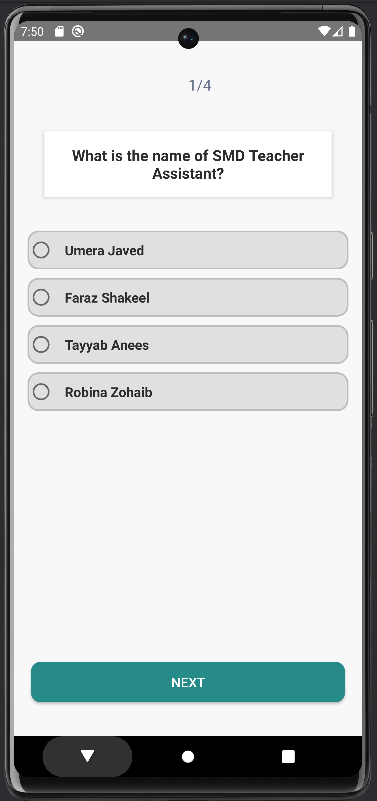 7:50
1/4
What is the name of SMD Teacher
Assistant?
Umera Javed
Faraz Shakeel
Tayyab Anees
Robina Zohaib
NEXT